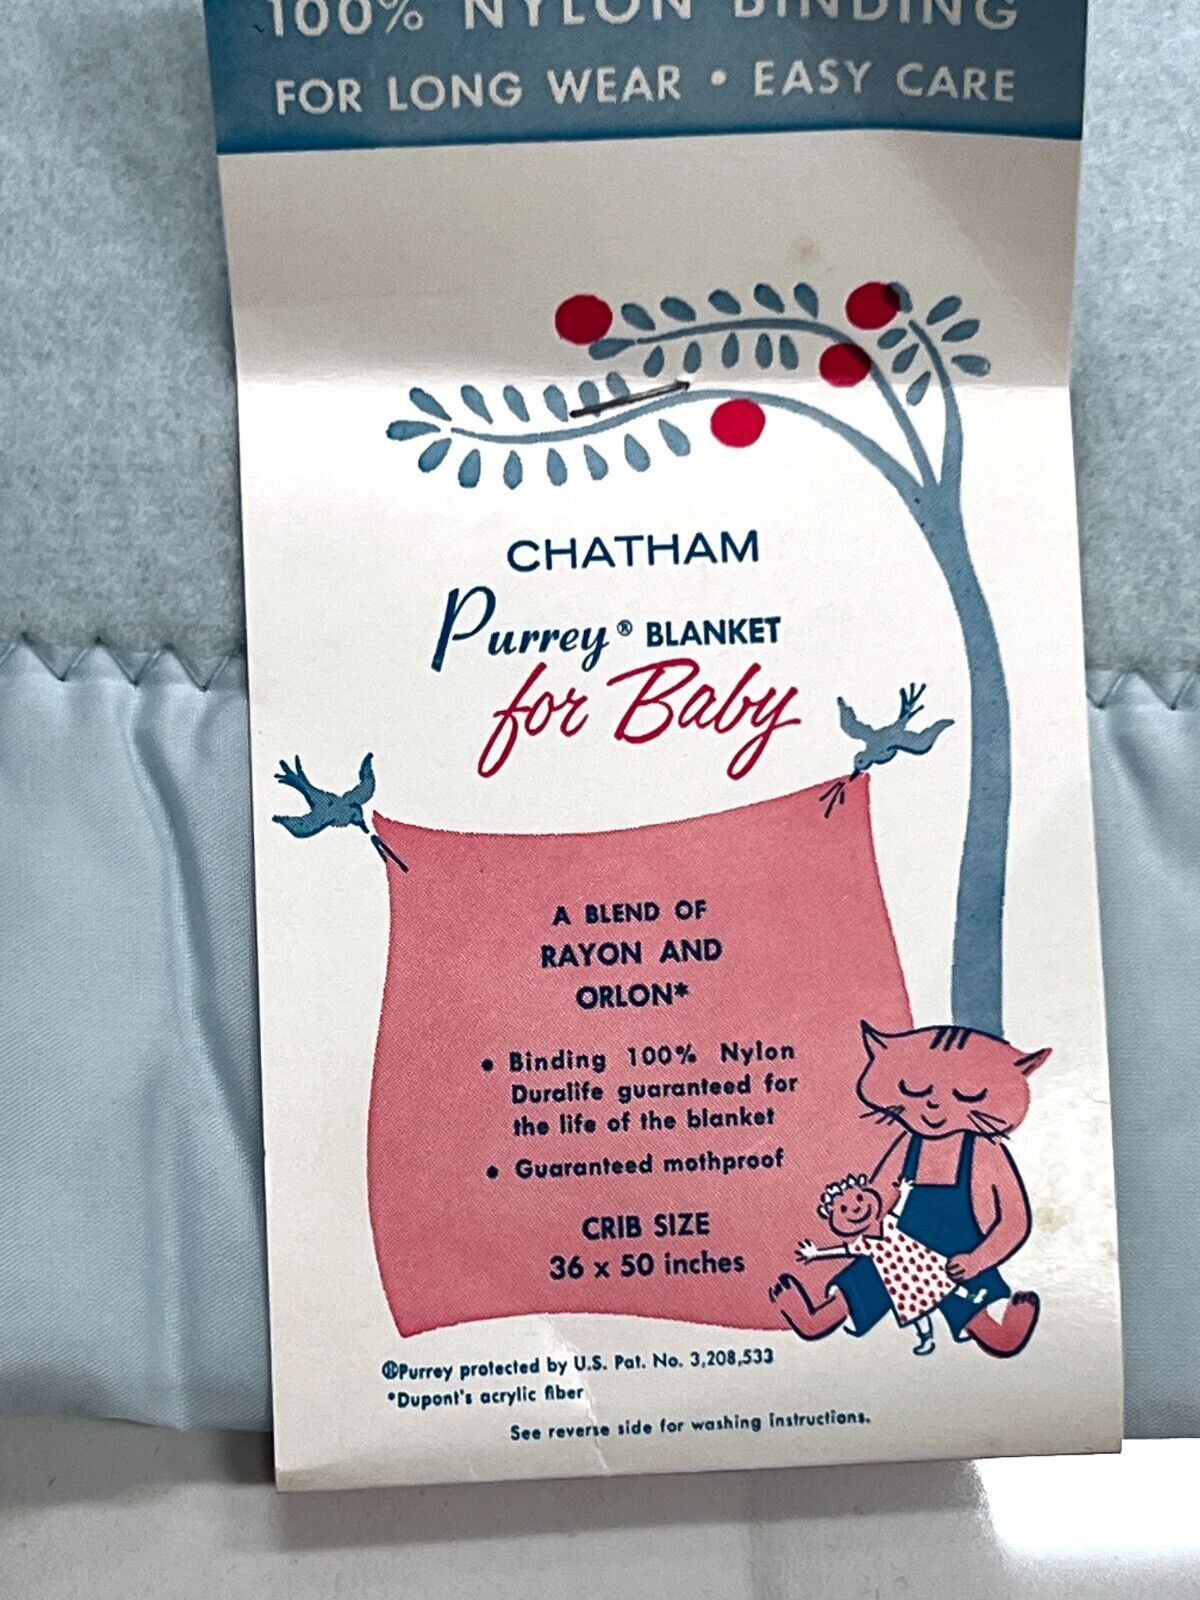 100% NYLON BINDING
FOR LONG WEAR • EASY CARE
CHATHAM
Purrey® BLANKET
for Baby
A BLEND OF
RAYON AND
ORLON*
• Binding 100% Nylon
Duralife guaranteed for
the life of the blanket
• Guaranteed mothproof
CRIB SIZE
36 x 50 inches
®Purrey protected by U.S. Pat. No. 3,208,533
*Dupont's acrylic fiber
See reverse side for washing instructions.